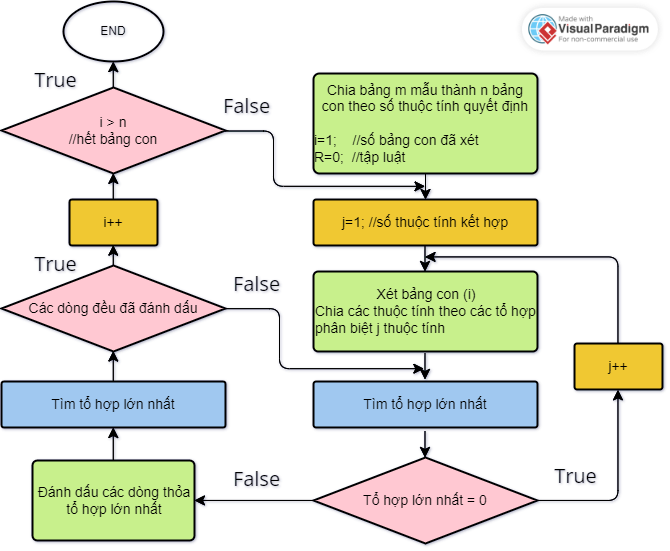 Made with
Visual Paradigm
For non-commercial use
END
True
False
i > n
//hết bảng con
Chia bảng m mẫu thành n bảng
con theo số thuộc tính quyết định
i=1; //số bảng con đã xét
R=0; //tập luật
i++
j=1; //số thuộc tính kết hợp
True
False
Các dòng đều đã đánh dấu
Xét bảng con (i)
Chia các thuộc tính theo các tổ hợp
phân biệt j thuộc tính
j++
Tìm tổ hợp lớn nhất
Tìm tổ hợp lớn nhất
Đánh dấu các dòng thỏa
tổ hợp lớn nhất
False
Tổ hợp lớn nhất = 0
True